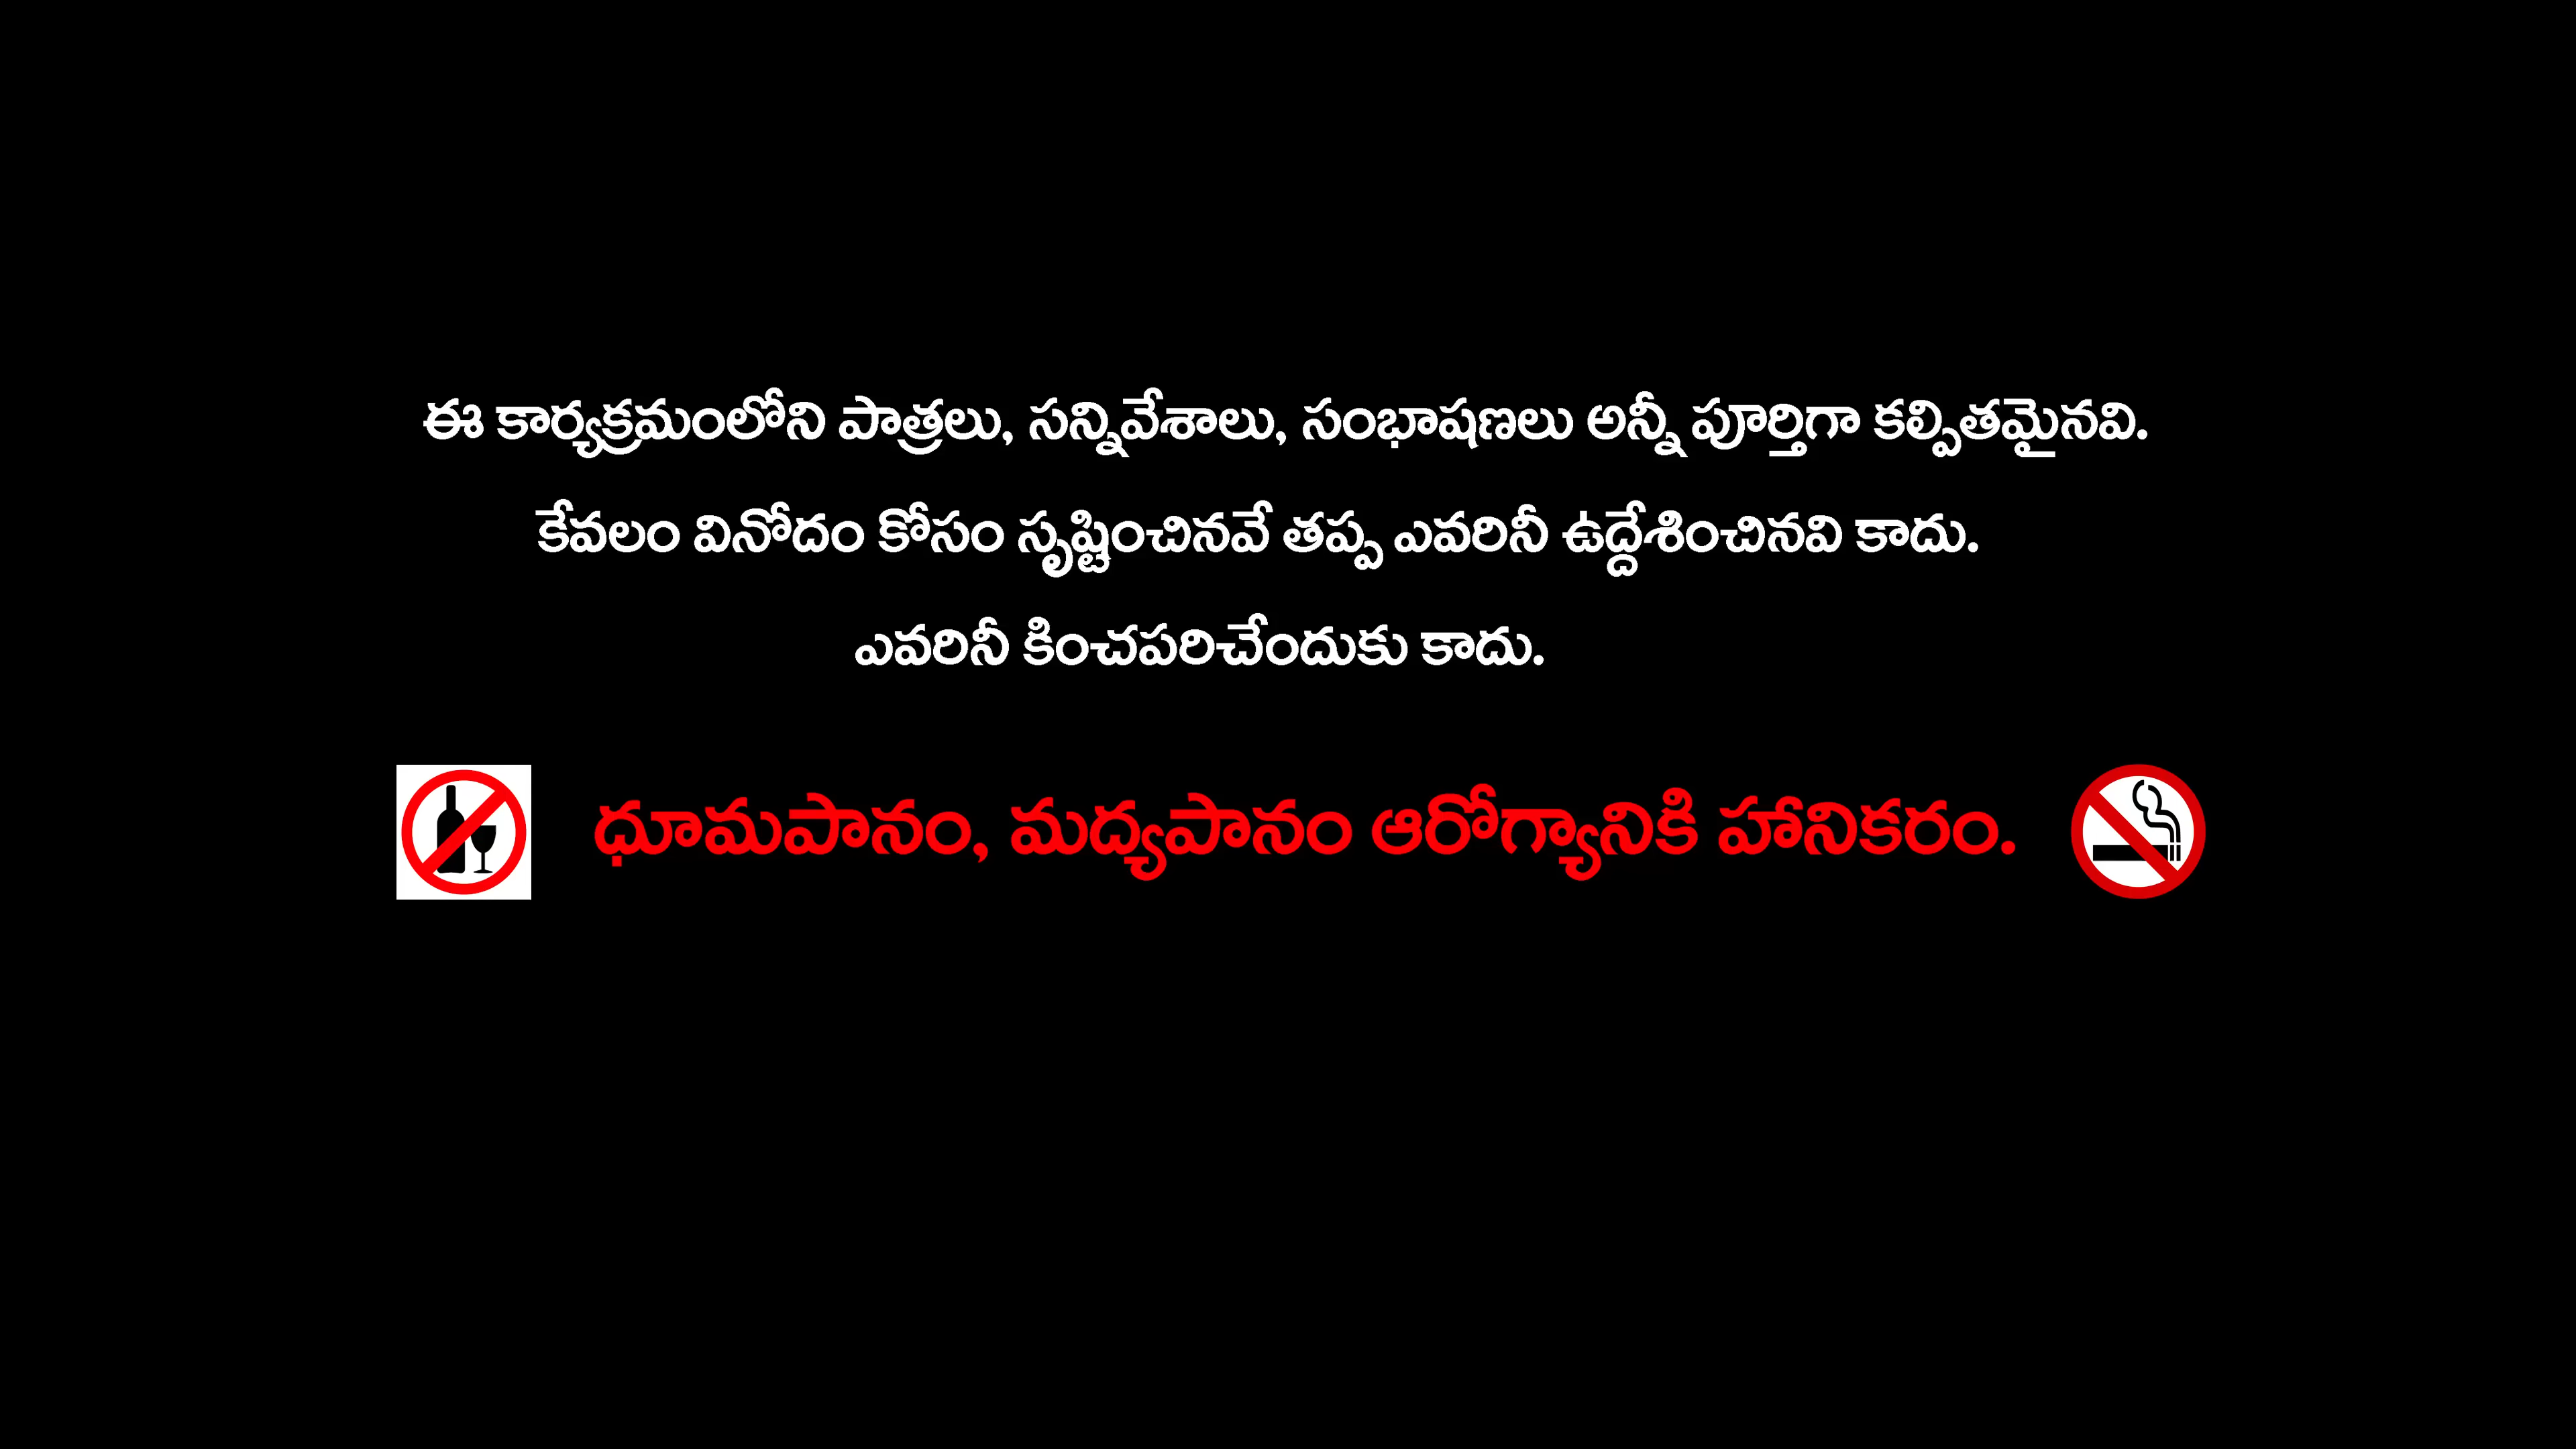 ఈ కార్యక్రమంలోని పాత్రలు, సన్నివేశాలు, సంభాషణలు అన్నీ పూర్తిగా కల్పితమైనవి.
కేవలం వినోదం కోసం సృష్టించినవే తప్ప ఎవరినీ ఉద్దేశించినవి కాదు.
ఎవరినీ కించపరిచేందుకు కాదు.
ధూమపానం, మద్యపానం ఆరోగ్యానికి హానికరం.